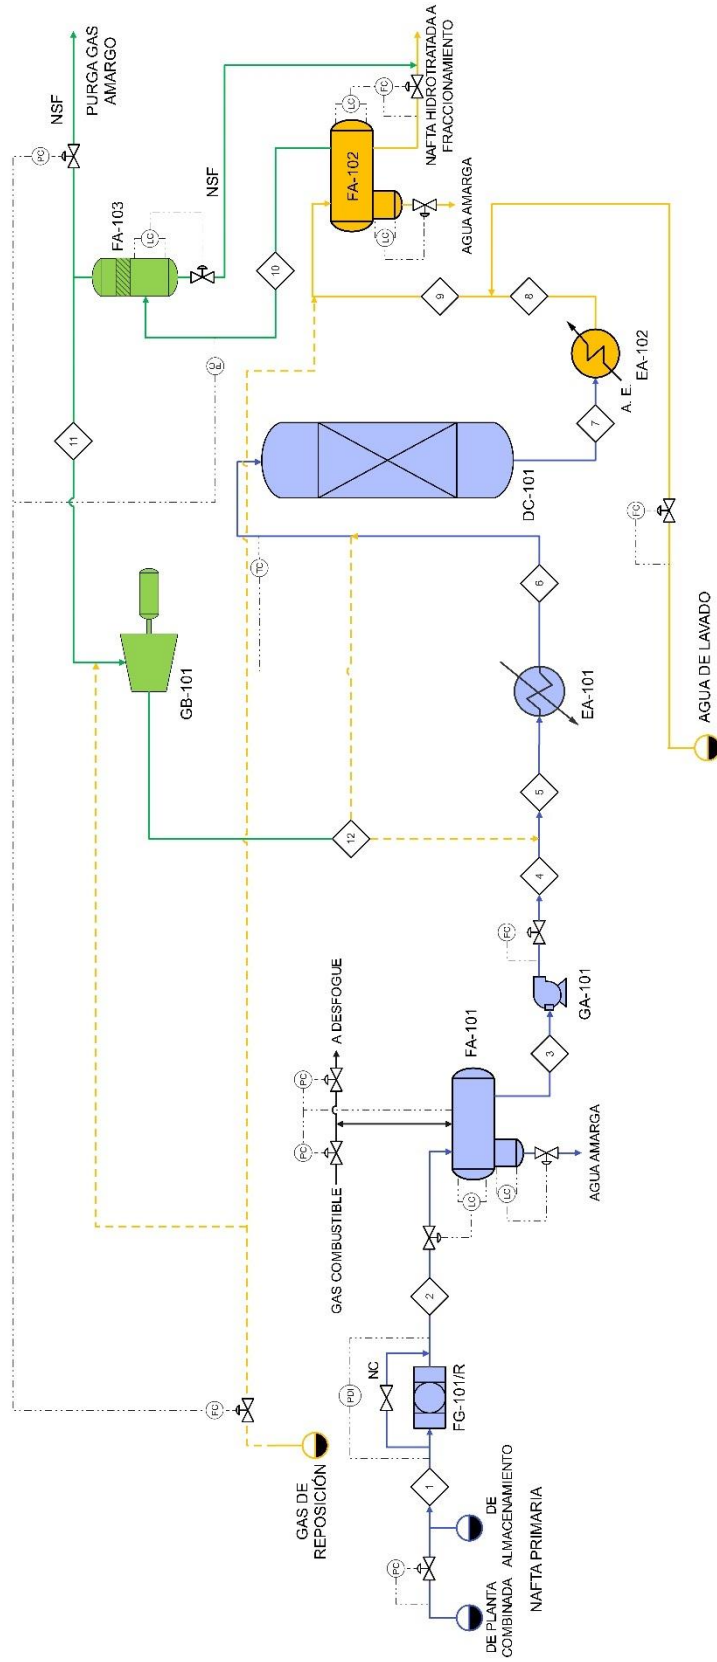 DE PLANTA
COMBINADA
DE
ALMACENAMIENTO
NAFTA PRIMARIA
PC
1
PDI
NC
FG-101/R
2
LC
LC
FA-101
AGUA AMARGA
GAS COMBUSTIBLE
PC
PC
A DESFOGUE
3
GA-101
FC
4
5
EA-101
6
TC
DC-101
7
A. E.
EA-102
8
9
FC
AGUA DE LAVADO
GAS DE
REPOSICIÓN
FC
12
GB-101
11
10
FA-103
LC
PC
NSF
PURGA GAS
AMARGO
NSF
FA-102
LC
LC
FC
AGUA AMARGA
NAFTA HIDROTRATADA A
FRACCIONAMIENTO